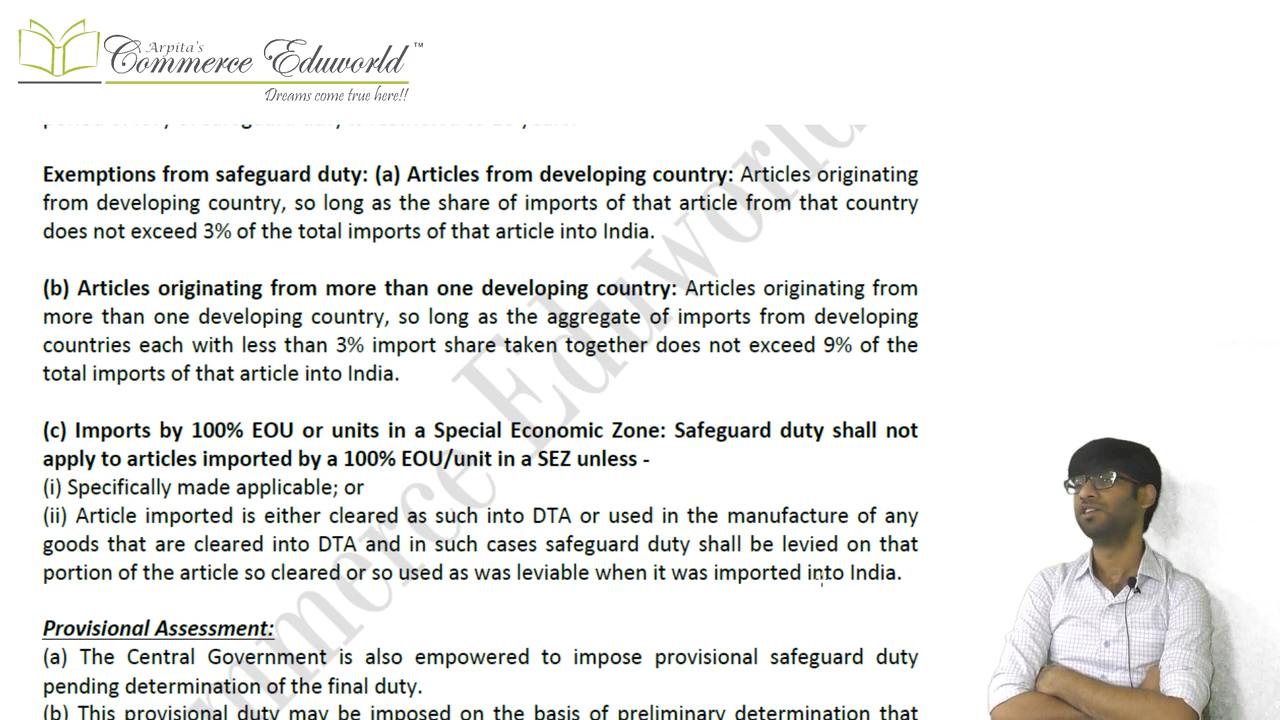 Arpita's
Commerce Eduworld™
Dreams come true here!!
Exemptions from safeguard duty: (a) Articles from developing country: Articles originating
from developing country, so long as the share of imports of that article from that country
does not exceed 3% of the total imports of that article into India.
(b) Articles originating from more than one developing country: Articles originating from
more than one developing country, so long as the aggregate of imports from developing
countries each with less than 3% import share taken together does not exceed 9% of the
total imports of that article into India.
(c) Imports by 100% EOU or units in a Special Economic Zone: Safeguard duty shall not
apply to articles imported by a 100% EOU/unit in a SEZ unless -
(i) Specifically made applicable; or
(ii) Article imported is either cleared as such into DTA or used in the manufacture of any
goods that are cleared into DTA and in such cases safeguard duty shall be levied on that
portion of the article so cleared or so used as was leviable when it was imported into India.
Provisional Assessment:
(a) The Central Government is also empowered to impose provisional safeguard duty
pending determination of the final duty.
(b) This provisional duty may be imposed on the basis of preliminary determination that